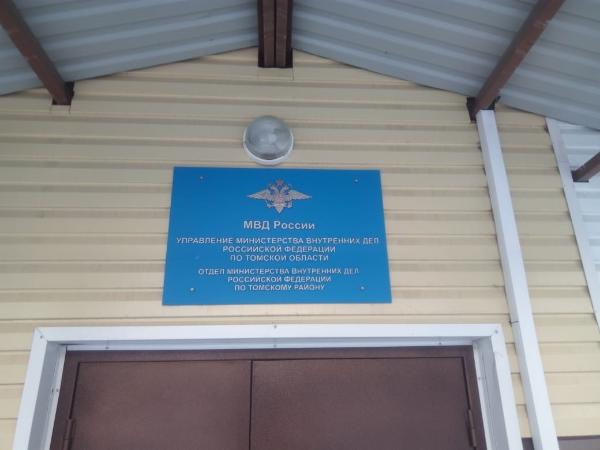 МВД России
УПРАВЛЕНИЕ МИНИСТЕРСТВА ВНУТРЕННИХ ДЕЛ
РОССИЙСКОЙ ФЕДЕРАЦИИ
ПО ТОМСКОЙ ОБЛАСТИ
ОТДЕЛ МИНИСТЕРСТВА ВНУТРЕННИХ ДЕЛ
РОССИЙСКОЙ ФЕДЕРАЦИИ
ПО ТОМСКОМУ РАЙОНУ